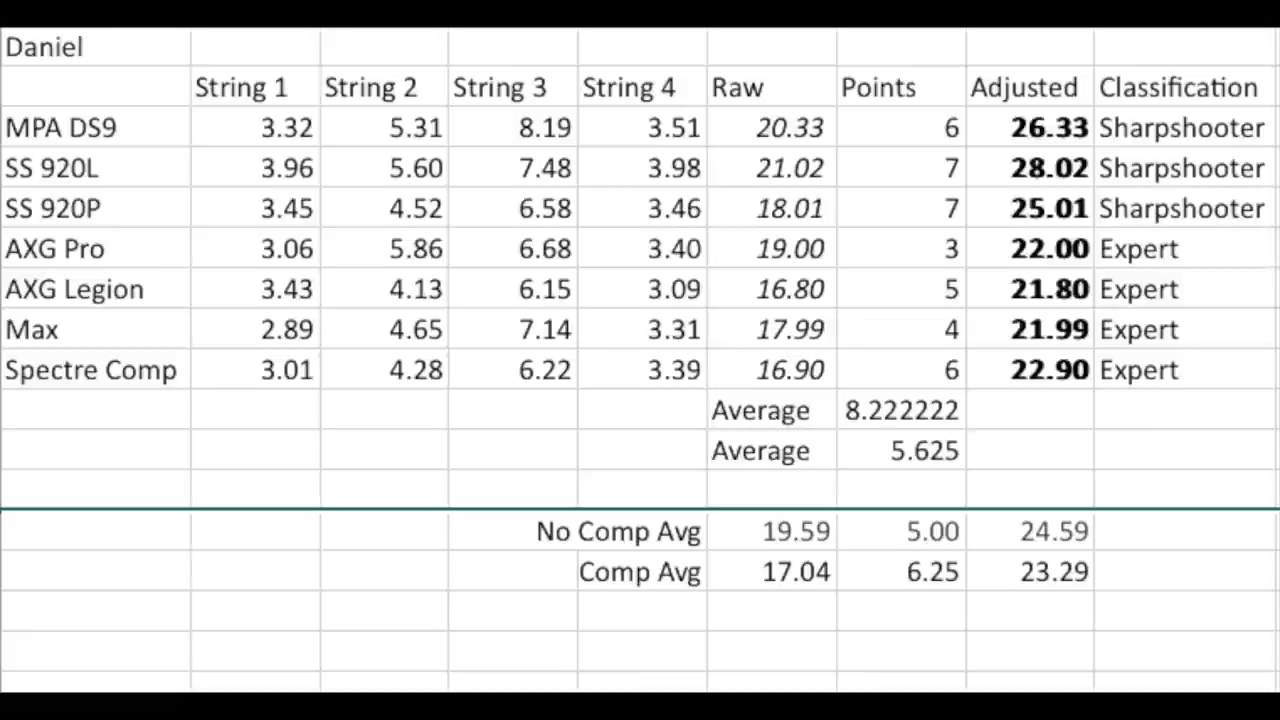 Daniel
String 1 String 2 String 3 String 4 Raw Points Adjusted Classification
MPA DS9 3.32 5.31 8.19 3.51 20.33 6 26.33 Sharpshooter
SS 920L 3.96 5.60 7.48 3.98 21.02 7 28.02 Sharpshooter
SS 920P 3.45 4.52 6.58 3.46 18.01 7 25.01 Sharpshooter
AXG Pro 3.06 5.86 6.68 3.40 19.00 3 22.00 Expert
AXG Legion 3.43 4.13 6.15 3.09 16.80 5 21.80 Expert
Max 2.89 4.65 7.14 3.31 17.99 4 21.99 Expert
Spectre Comp 3.01 4.28 6.22 3.39 16.90 6 22.90 Expert
Average 8.222222
Average 5.625
No Comp Avg 19.59 5.00 24.59
Comp Avg 17.04 6.25 23.29